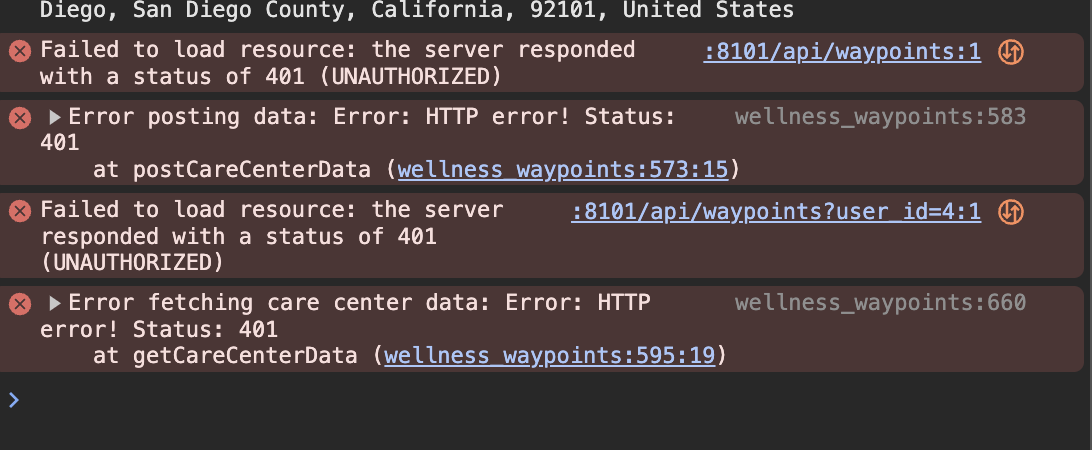 Diego, San Diego County, California, 92101, United States
Failed to load resource: the server responded :8101/api/waypoints:1
with a status of 401 (UNAUTHORIZED)
Error posting data: Error: HTTP error! Status: wellness_waypoints:583
401
at postCareCenterData (wellness_waypoints:573:15)
Failed to load resource: the server :8101/api/waypoints?user_id=4:1
responded with a status of 401
(UNAUTHORIZED)
Error fetching care center data: Error: HTTP wellness_waypoints:660
error! Status: 401
at getCareCenterData (wellness_waypoints:595:19)